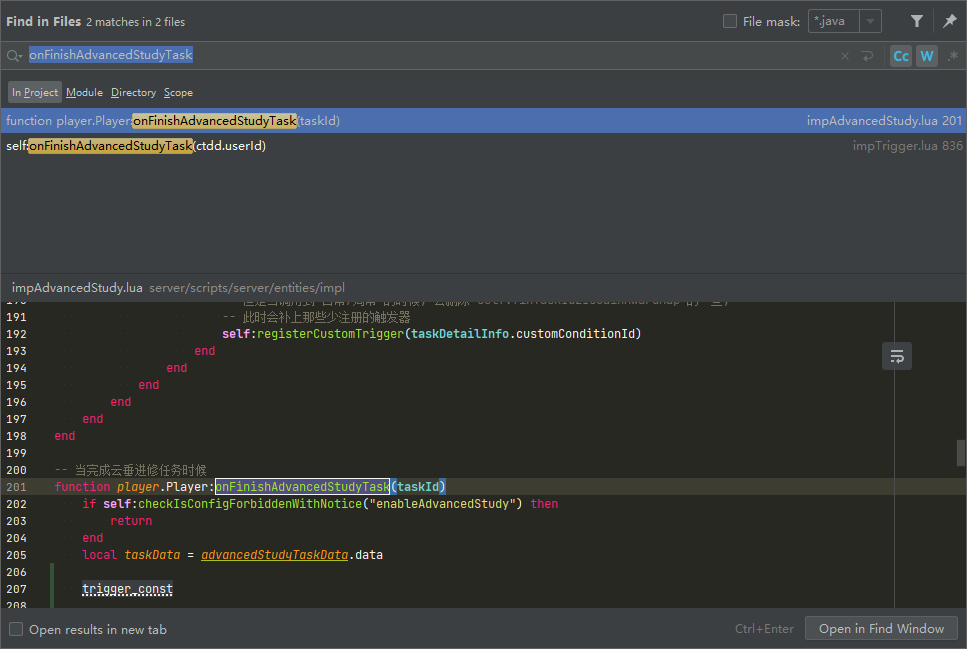 Find in Files 2 matches in 2 files
File mask: *.java
onFinishAdvancedStudyTask
Cc W .*
In Project Module Directory Scope
function player.Player:onFinishAdvancedStudyTask(taskId) impAdvancedStudy.lua 201
self:onFinishAdvancedStudyTask(ctdd.userId) impTrigger.lua 836
impAdvancedStudy.lua server/scripts/server/entities/impl
191 -- 此时会补上那些少注册的触发器
192 self:registerCustomTrigger(taskDetailInfo.customConditionId)
193 end
194 end
195 end
196 end
197 end
198 end
199
200 -- 当完成云垂进修任务时候
201 function player.Player:onFinishAdvancedStudyTask(taskId)
202 if self:checkIsConfigForbiddenWithNotice("enableAdvancedStudy") then
203 return
204 end
205 local taskData = advancedStudyTaskData.data
206
207 trigger_const
208
Open results in new tab
Ctrl+Enter Open in Find Window